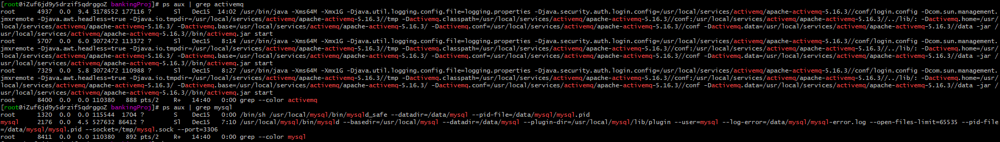 [root@iZuf6jd9y5drzif5qdrggoZ bankingProj]# ps aux | grep activemq
root      4937  0.0  9.4 3178552 177116 ?      Sl   Dec15  14:02 /usr/bin/java -Xms64M -Xmx1G -Djava.util.logging.config.file=logging.properties -Djava.security.auth.login.config=/usr/local/services/activemq/apache-activemq-5.16.3//conf/login.config -Dcom.sun.management.
jmxremote -Djava.awt.headless=true -Djava.io.tmpdir=/usr/local/services/activemq/apache-activemq-5.16.3//tmp -Dactivemq.classpath=/usr/local/services/activemq/apache-activemq-5.16.3//conf:/usr/local/services/activemq/apache-activemq-5.16.3//../lib/: -Dactivemq.home=/usr/
local/services/activemq/apache-activemq-5.16.3/ -Dactivemq.base=/usr/local/services/activemq/apache-activemq-5.16.3/ -Dactivemq.conf=/usr/local/services/activemq/apache-activemq-5.16.3//conf -Dactivemq.data=/usr/local/services/activemq/apache-activemq-5.16.3//data -jar /
usr/local/services/activemq/apache-activemq-5.16.3//bin/activemq.jar start
root      5707  0.0  6.0 3072472 113372 ?      Sl   Dec15   8:14 /usr/bin/java -Xms64M -Xmx1G -Djava.util.logging.config.file=logging.properties -Djava.security.auth.login.config=/usr/local/services/activemq/apache-activemq-5.16.3//conf/login.config -Dcom.sun.management.
jmxremote -Djava.awt.headless=true -Djava.io.tmpdir=/usr/local/services/activemq/apache-activemq-5.16.3//tmp -Dactivemq.classpath=/usr/local/services/activemq/apache-activemq-5.16.3//conf:/usr/local/services/activemq/apache-activemq-5.16.3//../lib/: -Dactivemq.home=/usr/
local/services/activemq/apache-activemq-5.16.3/ -Dactivemq.base=/usr/local/services/activemq/apache-activemq-5.16.3/ -Dactivemq.conf=/usr/local/services/activemq/apache-activemq-5.16.3//conf -Dactivemq.data=/usr/local/services/activemq/apache-activemq-5.16.3//data -jar /
usr/local/services/activemq/apache-activemq-5.16.3//bin/activemq.jar start
root      7329  0.0  5.8 3072472 110988 ?      Sl   Dec15   8:27 /usr/bin/java -Xms64M -Xmx1G -Djava.util.logging.config.file=logging.properties -Djava.security.auth.login.config=/usr/local/services/activemq/apache-activemq-5.16.3//conf/login.config -Dcom.sun.management.
jmxremote -Djava.awt.headless=true -Djava.io.tmpdir=/usr/local/services/activemq/apache-activemq-5.16.3//tmp -Dactivemq.classpath=/usr/local/services/activemq/apache-activemq-5.16.3//conf:/usr/local/services/activemq/apache-activemq-5.16.3//../lib/: -Dactivemq.home=/usr/
local/services/activemq/apache-activemq-5.16.3/ -Dactivemq.base=/usr/local/services/activemq/apache-activemq-5.16.3/ -Dactivemq.conf=/usr/local/services/activemq/apache-activemq-5.16.3//conf -Dactivemq.data=/usr/local/services/activemq/apache-activemq-5.16.3//data -jar /
usr/local/services/activemq/apache-activemq-5.16.3//bin/activemq.jar start
root      8400  0.0  0.0 110380   888 pts/2    R+   14:40   0:00 grep --color activemq
[root@iZuf6jd9y5drzif5qdrggoZ bankingProj]# ps aux | grep mysql
root      1320  0.0  0.0 115544  1704 ?        S    Dec15   0:00 /bin/sh /usr/local/mysql/bin/mysqld_safe --datadir=/data/mysql --pid-file=/data/mysql/mysql.pid
mysql     2176  0.0  4.5 527632 86412 ?        Sl   Dec15   7:10 /usr/local/mysql/bin/mysqld --basedir=/usr/local/mysql --datadir=/data/mysql --plugin-dir=/usr/local/mysql/lib/plugin --user=mysql --log-error=/data/mysql/mysql-error.log --open-files-limit=65535 --pid-file
=/data/mysql/mysql.pid --socket=/tmp/mysql.sock --port=3306
root      8411  0.0  0.0 110380   892 pts/2    R+   14:40   0:00 grep --color mysql